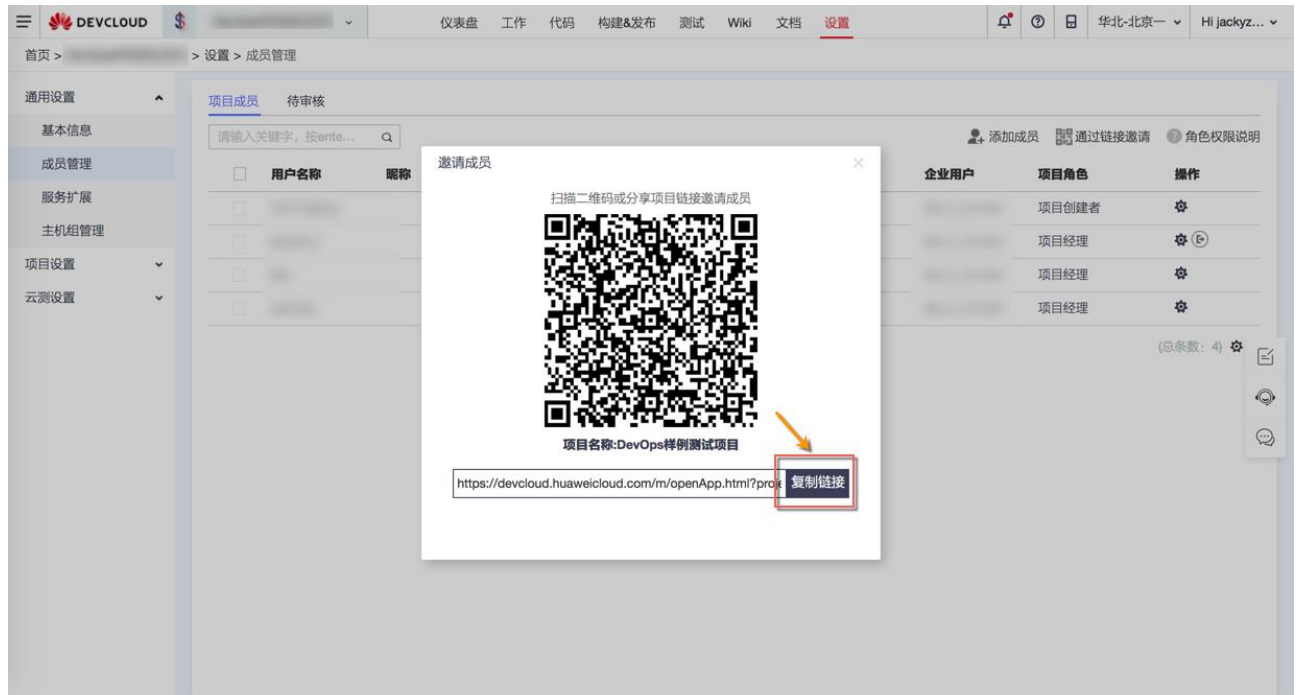 DEVCLOUD
仪表盘 工作 代码 构建&发布 测试 Wiki 文档 设置 华北-北京一 Hi jackyz...
首页 > > 设置 > 成员管理
通用设置
基本信息
成员管理
服务扩展
主机组管理
项目设置
云测设置
项目成员 待审核
请输入关键字，按ente... 添加成员 通过链接邀请 角色权限说明
用户名称 昵称 企业用户 项目角色 操作
项目创建者
项目经理
项目经理
项目经理
(总条数：4)
邀请成员
扫描二维码或分享项目链接邀请成员
项目名称:DevOps样例测试项目
https://devcloud.huaweicloud.com/m/openApp.html?proje 复制链接